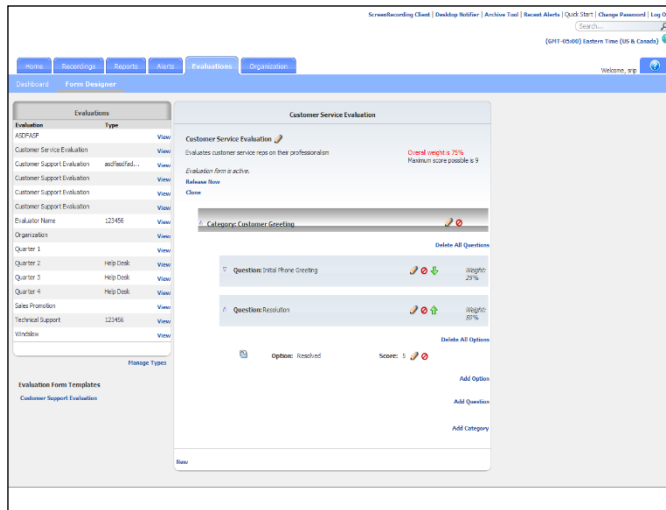 ScreenRecording Client | Desktop Notifier | Archive Tool | Recent Alerts | Quick Start | Change Password | Log O
Search...
(GMT-05:00) Eastern Time (US & Canada)
Home Recordings Reports Alerts Evaluations Organization
Welcome, srip
Dashboard Form Designer
Evaluations
Evaluation Type
ASDFASF View
Customer Service Evaluation View
Customer Support Evaluation asdfasdfad... View
Customer Support Evaluation View
Customer Support Evaluation View
Customer Support Evaluation View
Evaluator Name 123456 View
Organization View
Quarter 1 View
Quarter 2 Help Desk View
Quarter 3 Help Desk View
Quarter 4 Help Desk View
Sales Promotion View
Technical Support 123456 View
Windslow View
Manage Types
Evaluation Form Templates
Customer Support Evaluation
Customer Service Evaluation
Customer Service Evaluation
Evaluates customer service reps on their professionalism
Overall weight is 75%
Maximum score possible is 9
Evaluation form is active.
Release Now
Clone
Category: Customer Greeting
Delete All Questions
Question: Initial Phone Greeting
Weight: 25%
Question: Resolution
Weight:
Delete All Options
Option: Resolved Score: 5
Add Option
Add Question
Add Category
New